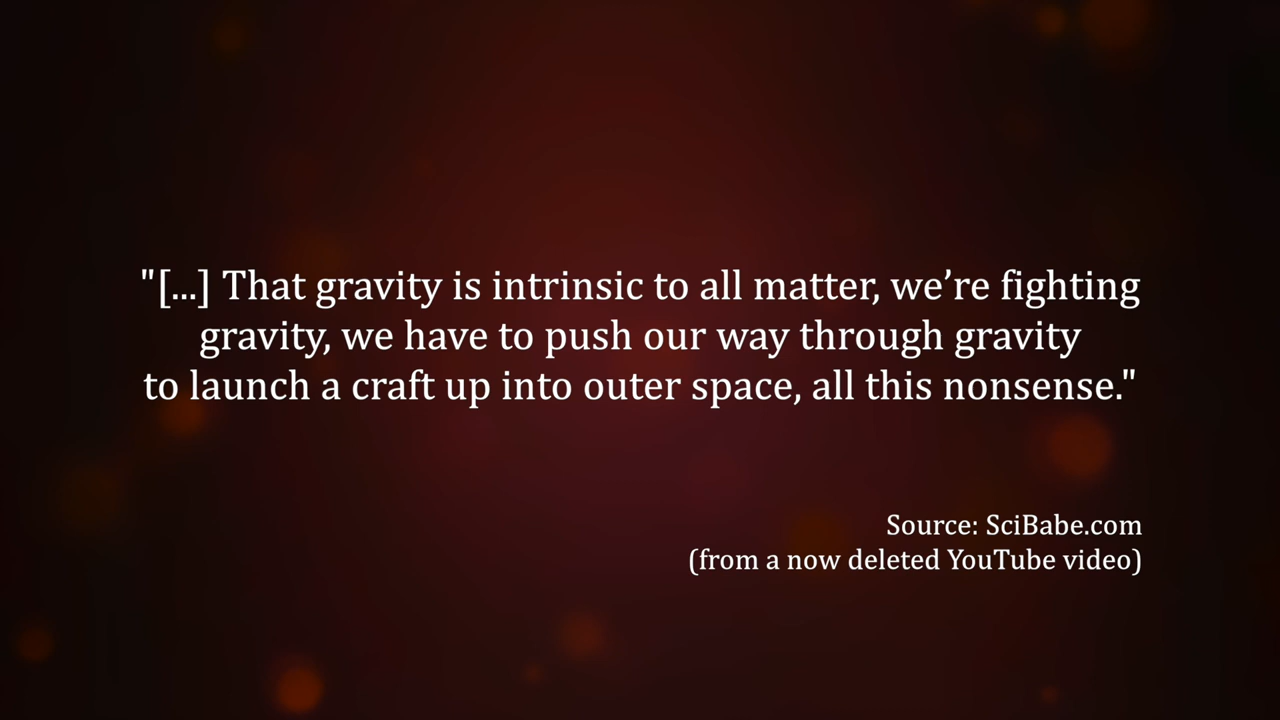 "[...] That gravity is intrinsic to all matter, we’re fighting
gravity, we have to push our way through gravity
to launch a craft up into outer space, all this nonsense."
Source: SciBabe.com
(from a now deleted YouTube video)